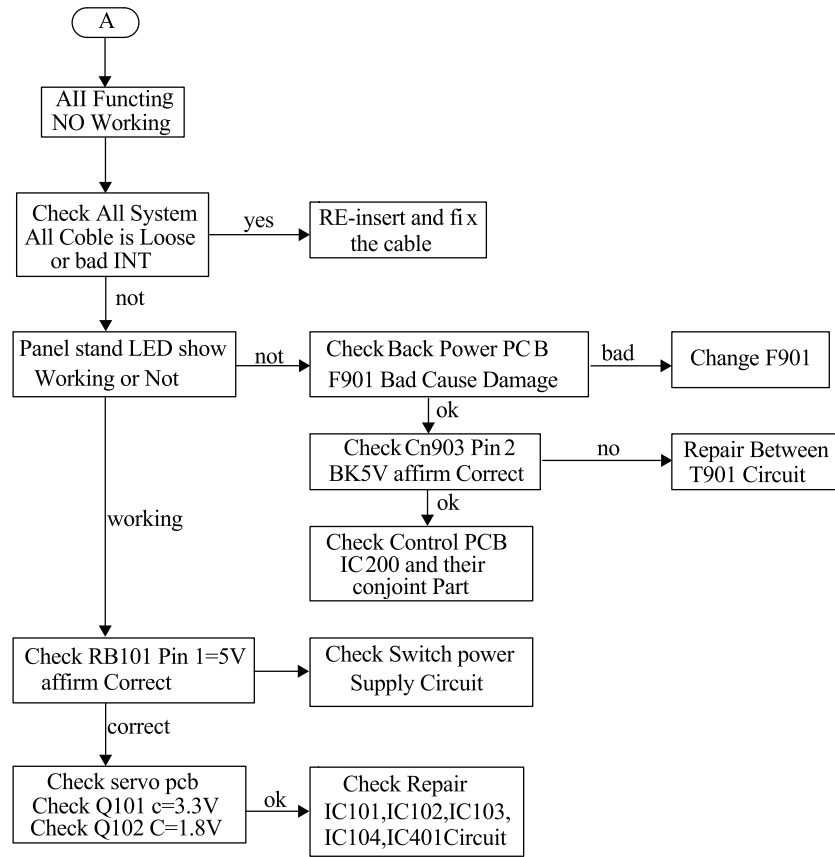 A
AII Functing
NO Working
Check All System
All Coble is Loose
or bad INT
yes
RE-insert and fix
the cable
not
Panel stand LED show
Working or Not
not
Check Back Power PCB
F901 Bad Cause Damage
bad
Change F901
ok
Check Cn903 Pin 2
BK5V affirm Correct
no
Repair Between
T901 Circuit
ok
working
Check Control PCB
IC200 and their
conjoint Part
Check RB101 Pin 1=5V
affirm Correct
Check Switch power
Supply Circuit
correct
Check servo pcb
Check Q101 c=3.3V
Check Q102 C=1.8V
ok
Check Repair
IC101,IC102,IC103,
IC104,IC401Circuit